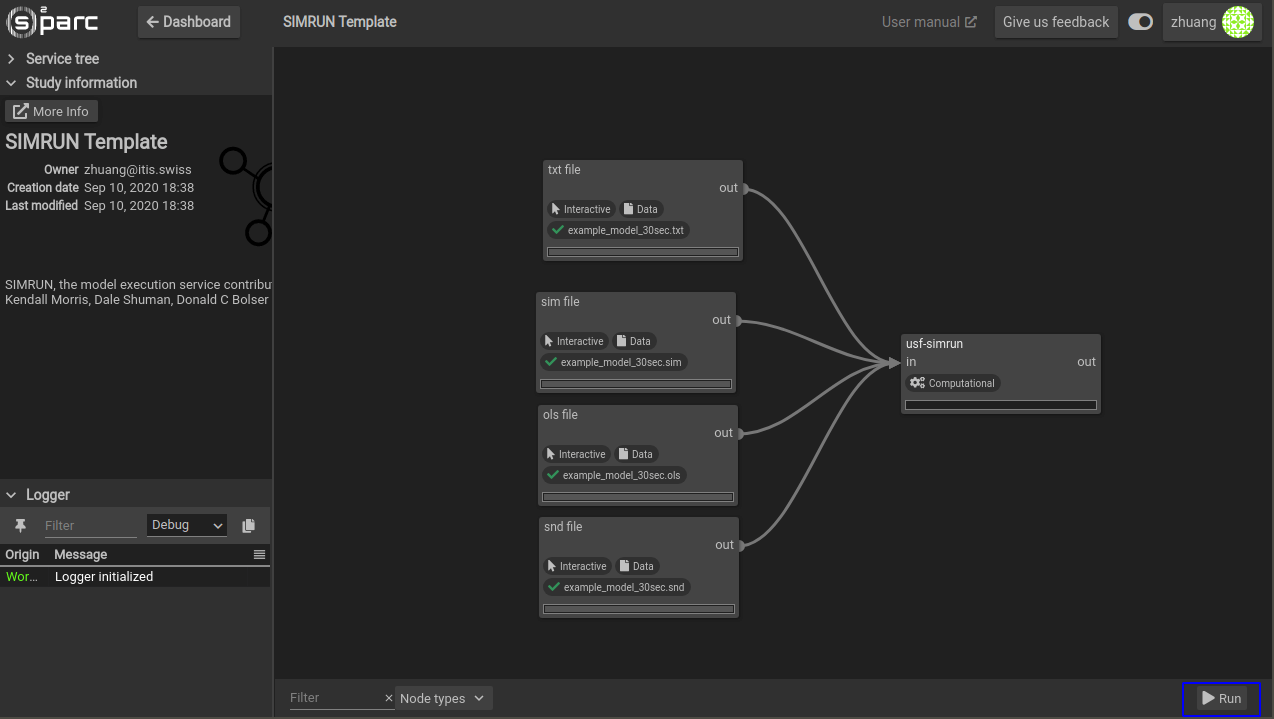 s2parc
Dashboard
SIMRUN Template
User manual
Give us feedback
zhuang
Service tree
Study information
More Info
SIMRUN Template
Owner zhuang@itis.swiss
Creation date Sep 10, 2020 18:38
Last modified Sep 10, 2020 18:38
SIMRUN, the model execution service contribu
Kendall Morris, Dale Shuman, Donald C Bolser
Logger
Filter
Debug
Origin Message
Wor... Logger initialized
txt file
out
Interactive Data
example_model_30sec.txt
sim file
out
Interactive Data
example_model_30sec.sim
ols file
out
Interactive Data
example_model_30sec.ols
snd file
out
Interactive Data
example_model_30sec.snd
usf-simrun
in out
Computational
Filter × Node types
Run